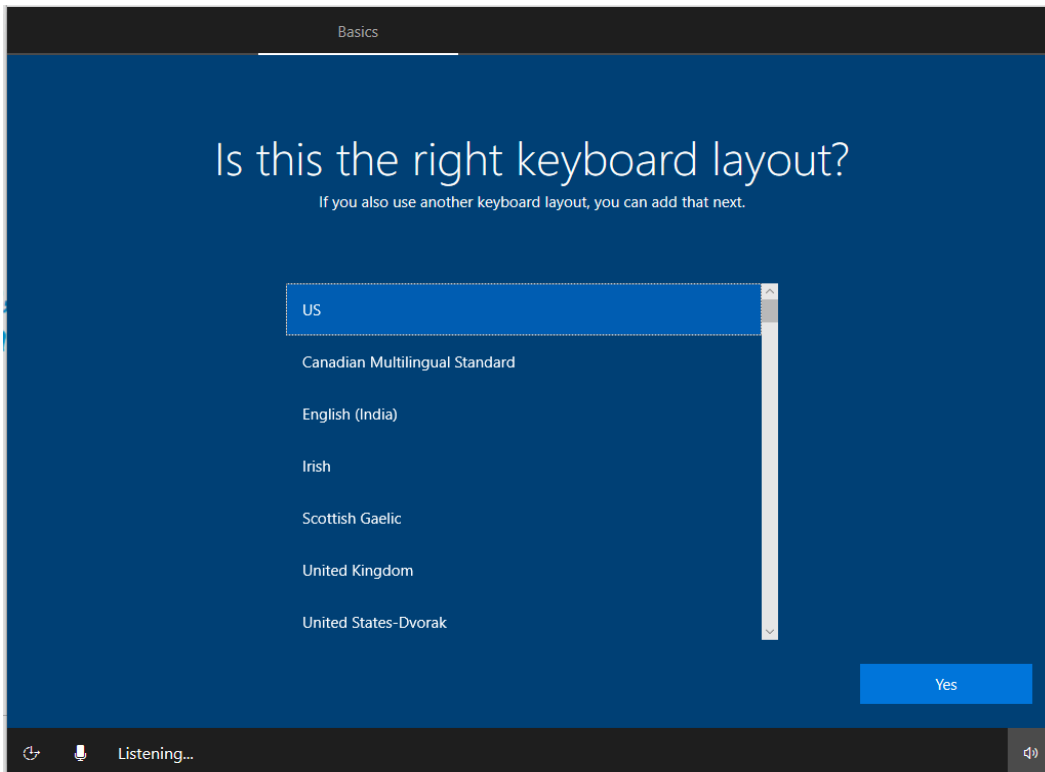 Basics
Is this the right keyboard layout?
If you also use another keyboard layout, you can add that next.
US
Canadian Multilingual Standard
English (India)
Irish
Scottish Gaelic
United Kingdom
United States-Dvorak
Yes
Listening...